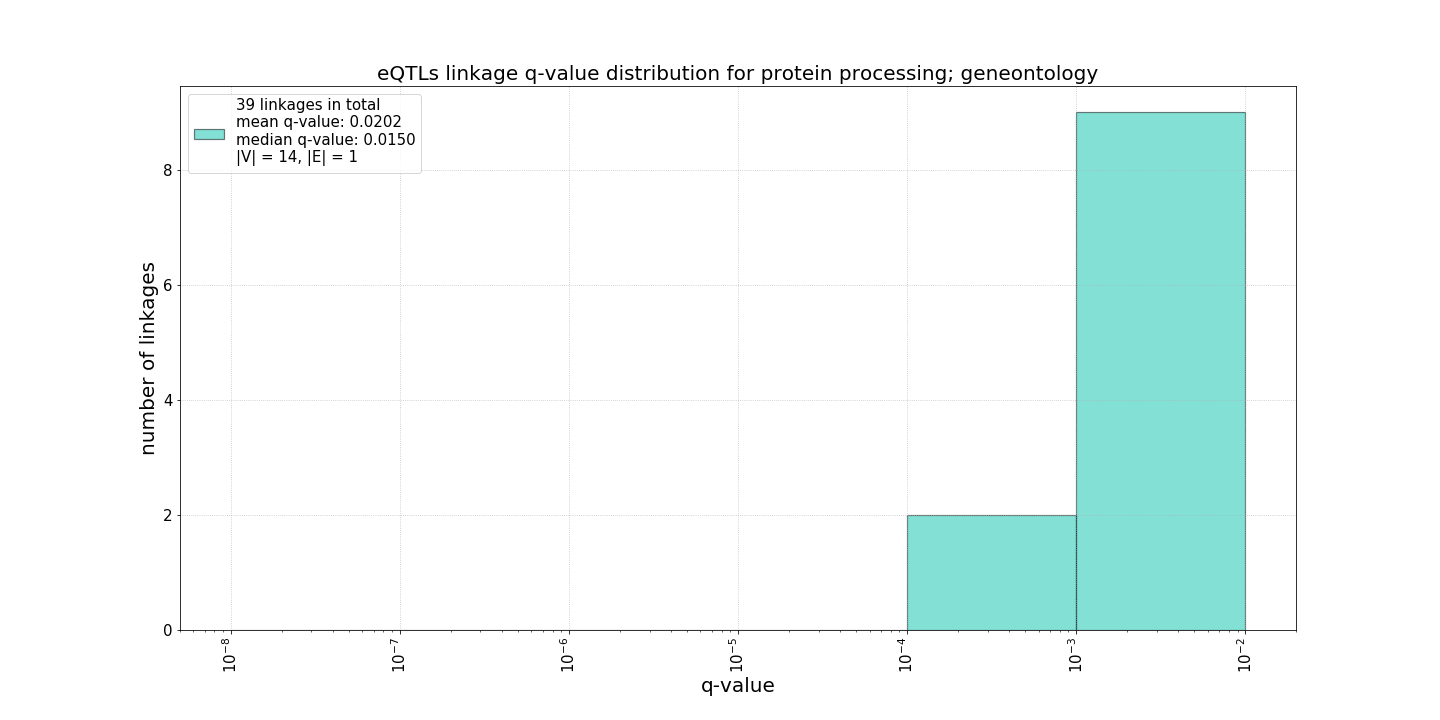 eQTLs linkage q-value distribution for protein processing; geneontology
39 linkages in total
mean q-value: 0.0202
median q-value: 0.0150
|V| = 14, |E| = 1
number of linkages
8
6
4
2
0
10⁻⁸
10⁻⁷
10⁻⁶
10⁻⁵
10⁻⁴
10⁻³
10⁻²
q-value